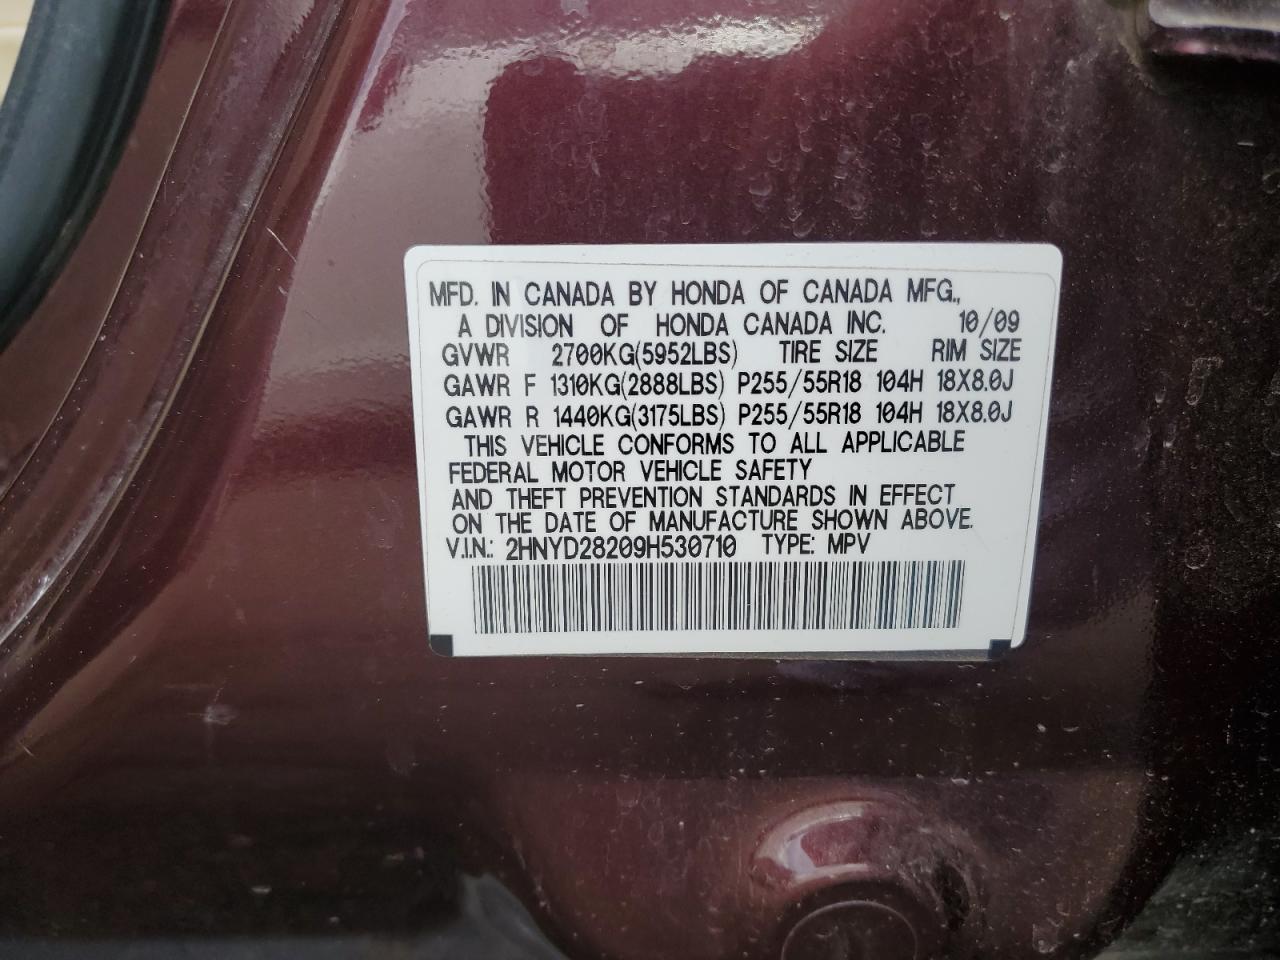 MFD. IN CANADA BY HONDA OF CANADA MFG.,
A DIVISION OF HONDA CANADA INC. 10/09
GVWR 2700KG(5952LBS) TIRE SIZE RIM SIZE
GAWR F 1310KG(2888LBS) P255/55R18 104H 18X8.0J
GAWR R 1440KG(3175LBS) P255/55R18 104H 18X8.0J
THIS VEHICLE CONFORMS TO ALL APPLICABLE
FEDERAL MOTOR VEHICLE SAFETY
AND THEFT PREVENTION STANDARDS IN EFFECT
ON THE DATE OF MANUFACTURE SHOWN ABOVE.
V.I.N.: 2HNYD28209H530710 TYPE: MPV